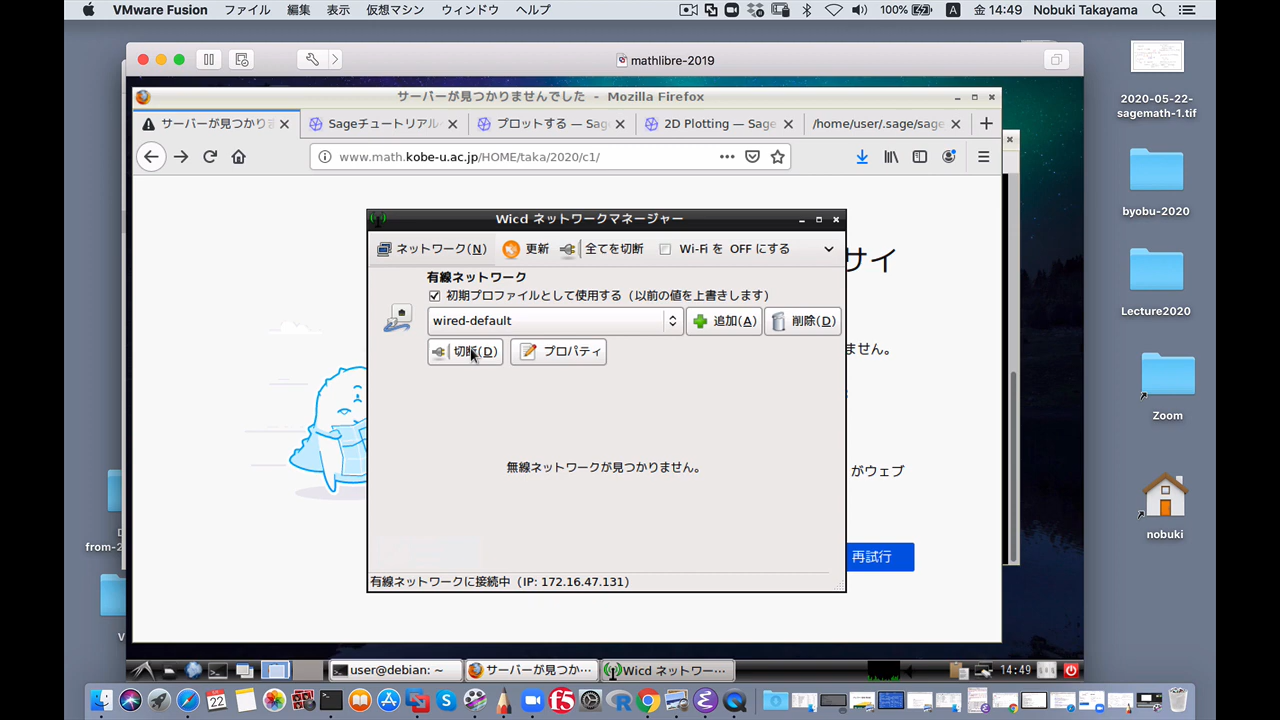 VMware Fusion ファイル 編集 表示 仮想マシン ウィンドウ ヘルプ 100% A 金 14:49 Nobuki Takayama
mathlibre-2019
サーバーが見つかりませんでした - Mozilla Firefox
サーバーが見つかりま Sageチュートリアル プロットする — Sag 2D Plotting — Sage /home/user/.sage/sage
www.math.kobe-u.ac.jp/HOME/taka/2020/c1/
Wicd ネットワークマネージャー
ネットワーク(N) 更新 全てを切断 Wi-Fi を OFF にする
サイ
有線ネットワーク
初期プロファイルとして使用する（以前の値を上書きします）
wired-default 追加(A) 削除(D)
切断(D) プロパティ
ません。
無線ネットワークが見つかりません。
がウェブ
再試行
有線ネットワークに接続中（IP: 172.16.47.131）
user@debian: ~ サーバーが見つか… Wicd ネットワー… 14:49
2020-05-22-
sagemath-1.tif
byobu-2020
Lecture2020
Zoom
nobuki
from-2